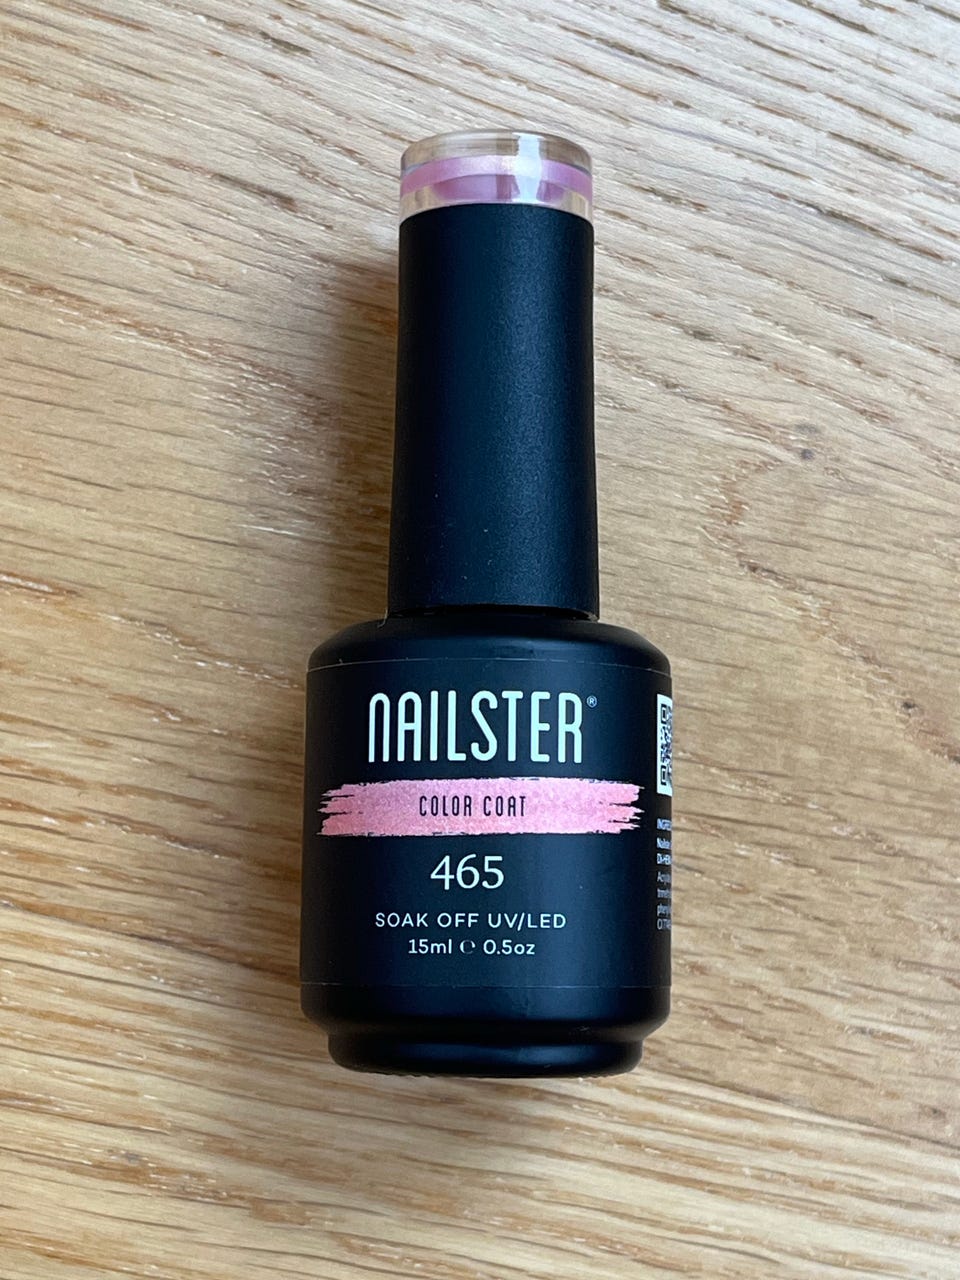 NAILSTER®
COLOR COAT
465
SOAK OFF UV/LED
15ml ℮ 0.5oz